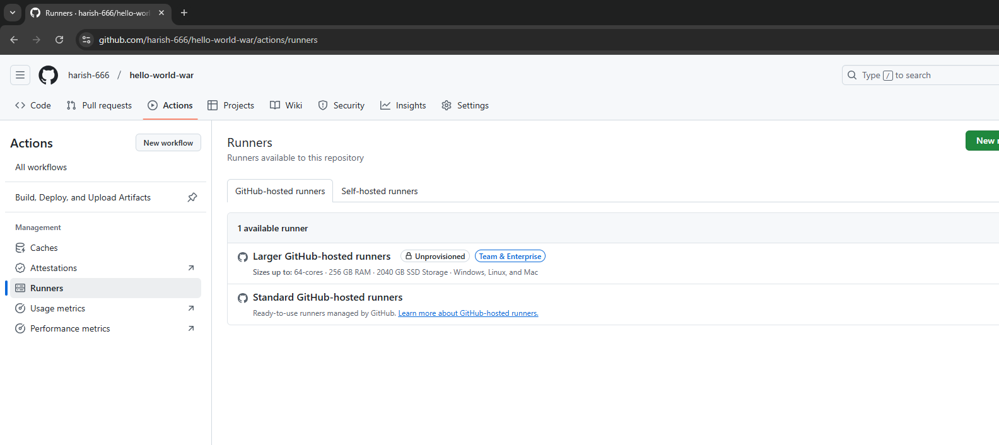 Runners · harish-666/hello-worl
github.com/harish-666/hello-world-war/actions/runners
harish-666 / hello-world-war
Type / to search
Code Pull requests Actions Projects Wiki Security Insights Settings
Actions
New workflow
All workflows
Build, Deploy, and Upload Artifacts
Management
Caches
Attestations
Runners
Usage metrics
Performance metrics
Runners
Runners available to this repository
New
GitHub-hosted runners Self-hosted runners
1 available runner
Larger GitHub-hosted runners Unprovisioned Team & Enterprise
Sizes up to: 64-cores · 256 GB RAM · 2040 GB SSD Storage · Windows, Linux, and Mac
Standard GitHub-hosted runners
Ready-to-use runners managed by GitHub. Learn more about GitHub-hosted runners.